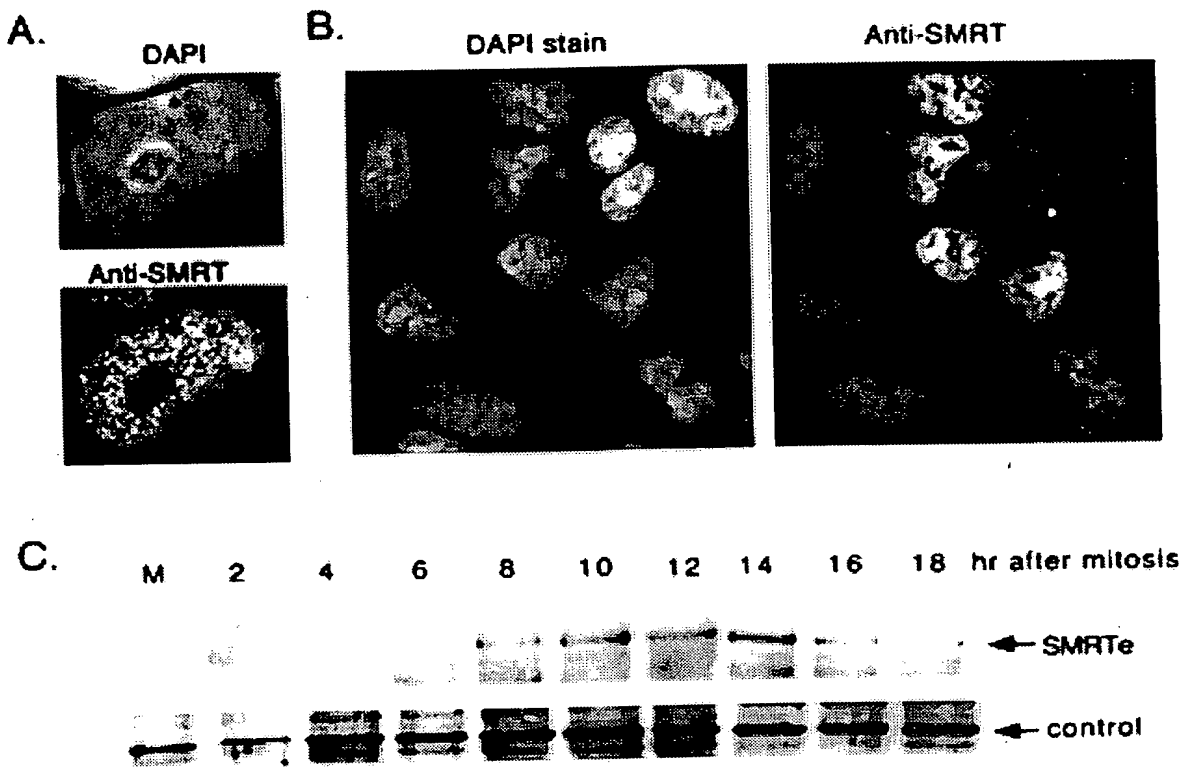 A.
DAPI
Anti-SMRT
B.
DAPI stain
Anti-SMRT
C.
M 2 4 6 8 10 12 14 16 18 hr after mitosis
SMRTe
control